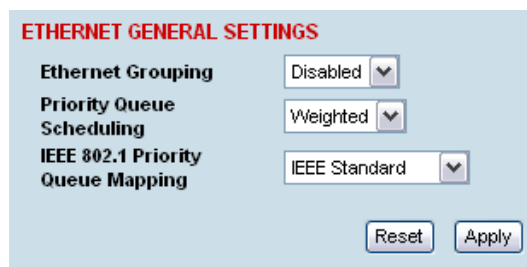 ETHERNET GENERAL SETTINGS
Ethernet Grouping Disabled
Priority Queue
Scheduling Weighted
IEEE 802.1 Priority
Queue Mapping IEEE Standard
Reset Apply